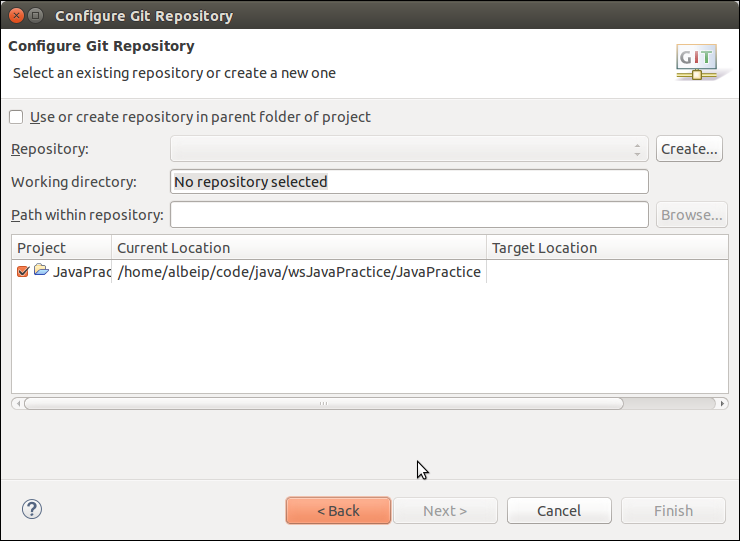 Configure Git Repository
Configure Git Repository
Select an existing repository or create a new one
GIT
Use or create repository in parent folder of project
Repository: Create...
Working directory: No repository selected
Path within repository: Browse...
Project Current Location Target Location
JavaPrac /home/albeip/code/java/wsJavaPractice/JavaPractice
? < Back Next > Cancel Finish